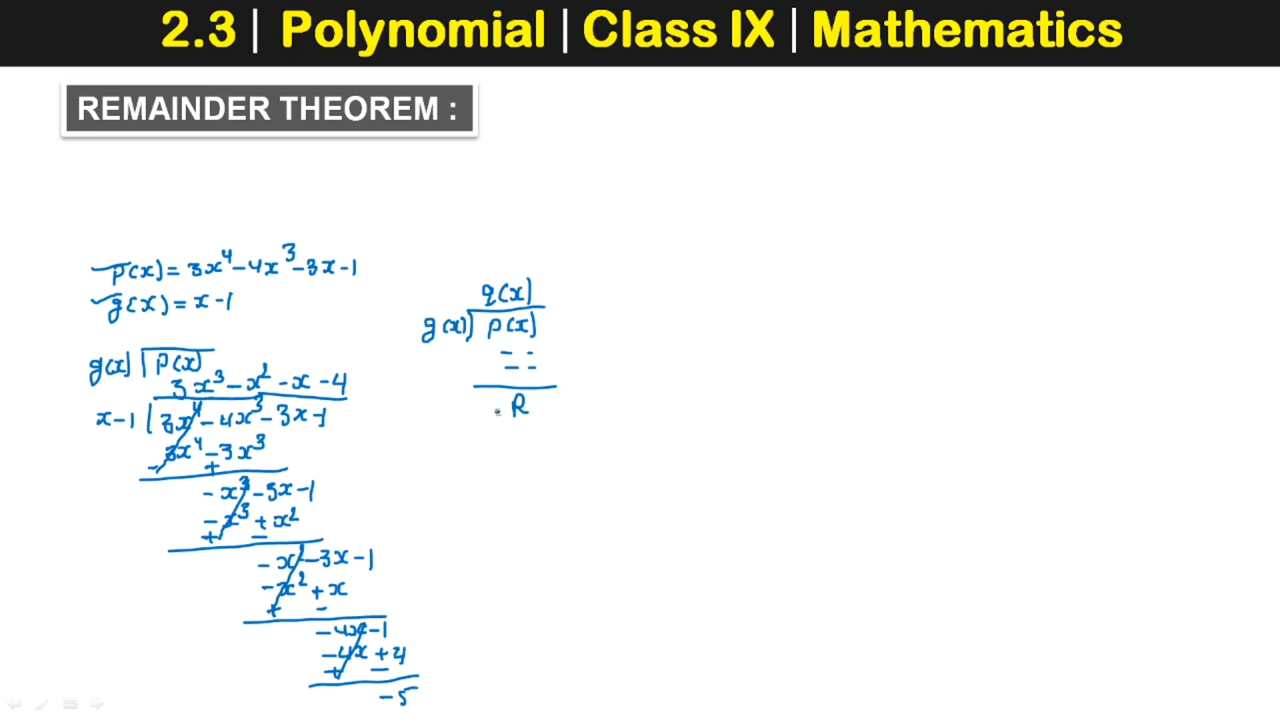 2.3 | Polynomial | Class IX | Mathematics
REMAINDER THEOREM :
p(x) = 3x⁴ - 4x³ - 3x - 1
g(x) = x - 1
g(x) | p(x)
3x³ - x² - x - 4
x - 1 | 3x⁴ - 4x³ - 3x - 1
3x⁴ - 3x³
- +
- x³ - 3x - 1
- x³ + x²
+ -
- x² - 3x - 1
- x² + x
+ -
- 4x - 1
- 4x + 4
+ -
- 5
q(x)
g(x) | p(x)
- -
- -
R